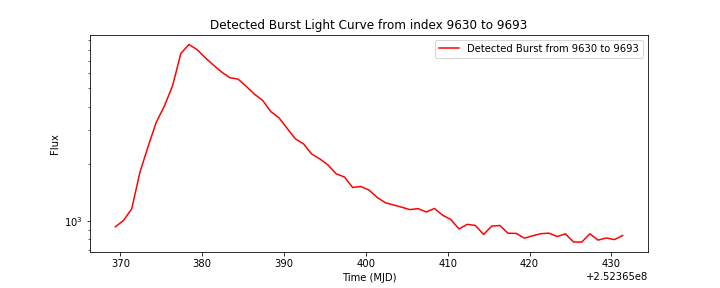 Detected Burst Light Curve from index 9630 to 9693
Detected Burst from 9630 to 9693
Flux
10³
370 380 390 400 410 420 430
Time (MJD)
+2.52365e8